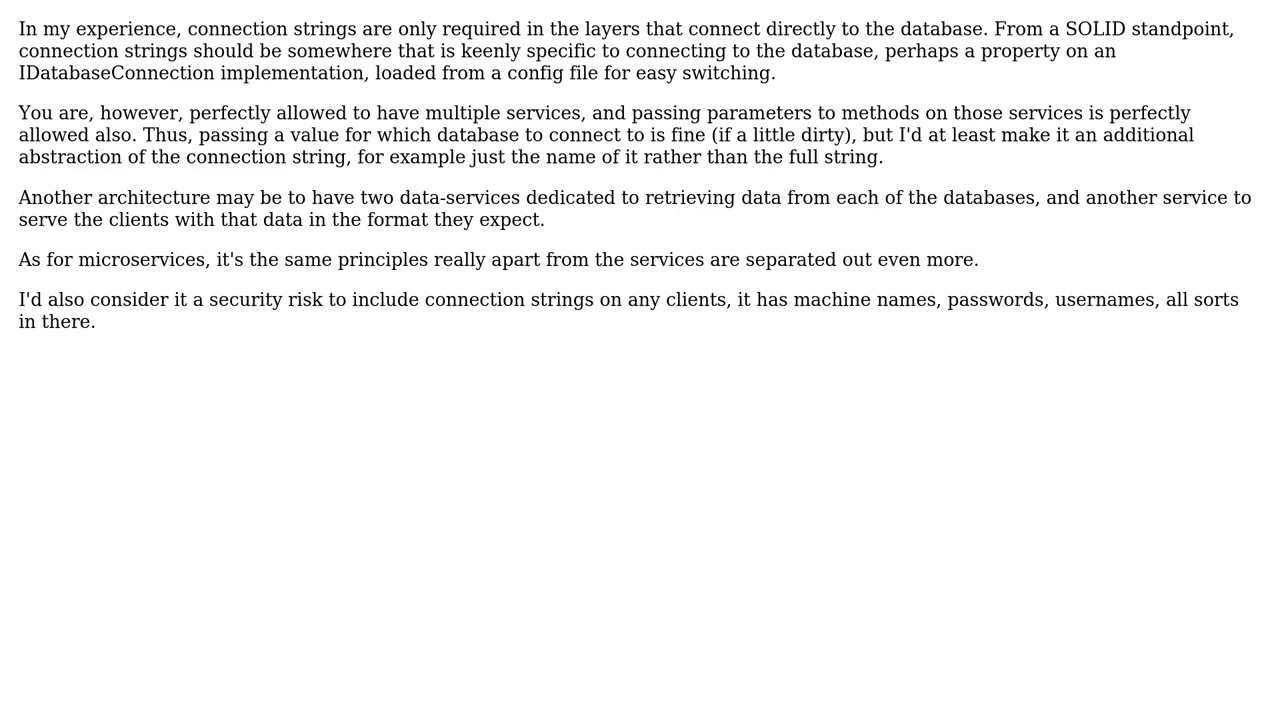 In my experience, connection strings are only required in the layers that connect directly to the database. From a SOLID standpoint,
connection strings should be somewhere that is keenly specific to connecting to the database, perhaps a property on an
IDatabaseConnection implementation, loaded from a config file for easy switching.
You are, however, perfectly allowed to have multiple services, and passing parameters to methods on those services is perfectly
allowed also. Thus, passing a value for which database to connect to is fine (if a little dirty), but I'd at least make it an additional
abstraction of the connection string, for example just the name of it rather than the full string.
Another architecture may be to have two data-services dedicated to retrieving data from each of the databases, and another service to
serve the clients with that data in the format they expect.
As for microservices, it's the same principles really apart from the services are separated out even more.
I'd also consider it a security risk to include connection strings on any clients, it has machine names, passwords, usernames, all sorts
in there.